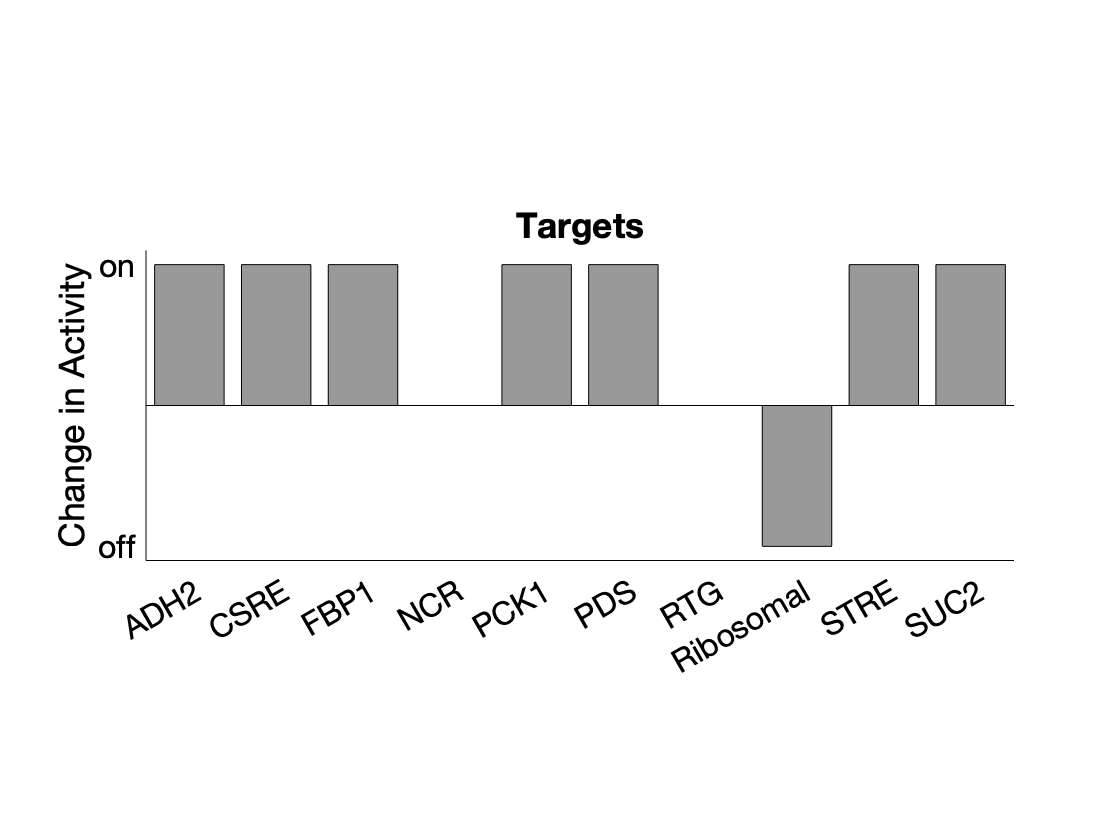 Targets
Change in Activity
on
off
ADH2
CSRE
FBP1
NCR
PCK1
PDS
RTG
Ribosomal
STRE
SUC2